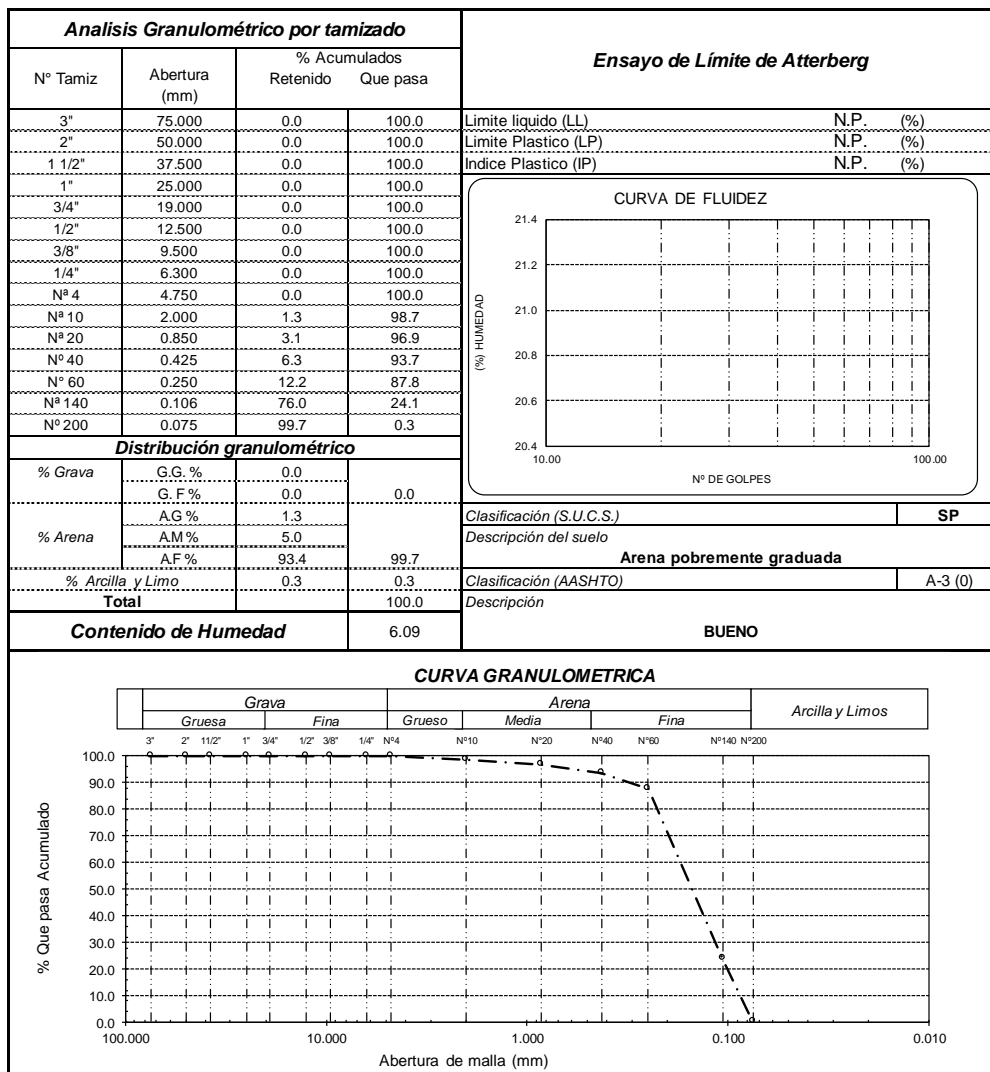 Analisis Granulométrico por tamizado
N° Tamiz Abertura (mm) % Acumulados Retenido Que pasa
3" 75.000 0.0 100.0
2" 50.000 0.0 100.0
1 1/2" 37.500 0.0 100.0
1" 25.000 0.0 100.0
3/4" 19.000 0.0 100.0
1/2" 12.500 0.0 100.0
3/8" 9.500 0.0 100.0
1/4" 6.300 0.0 100.0
Nª 4 4.750 0.0 100.0
Nª 10 2.000 1.3 98.7
Nª 20 0.850 3.1 96.9
Nº 40 0.425 6.3 93.7
N° 60 0.250 12.2 87.8
Nª 140 0.106 76.0 24.1
Nº 200 0.075 99.7 0.3
Distribución granulométrico
% Grava G.G. % 0.0
G. F % 0.0 0.0
% Arena A.G % 1.3
A.M % 5.0
A.F % 93.4 99.7
% Arcilla y Limo 0.3 0.3
Total 100.0
Contenido de Humedad 6.09
Ensayo de Límite de Atterberg
Limite liquido (LL) N.P. (%)
Limite Plastico (LP) N.P. (%)
Indice Plastico (IP) N.P. (%)
CURVA DE FLUIDEZ
(%) HUMEDAD
21.4
21.2
21.0
20.8
20.6
20.4
10.00 100.00
Nº DE GOLPES
Clasificación (S.U.C.S.) SP
Descripción del suelo
Arena pobremente graduada
Clasificación (AASHTO) A-3 (0)
Descripción
BUENO
CURVA GRANULOMETRICA
Grava Arena Arcilla y Limos
Gruesa Fina Grueso Media Fina
3" 2" 11/2" 1" 3/4" 1/2" 3/8" 1/4" Nº4 Nº10 N°20 N°40 N°60 Nº140 Nº200
% Que pasa Acumulado
100.0
90.0
80.0
70.0
60.0
50.0
40.0
30.0
20.0
10.0
0.0
100.000 10.000 1.000 0.100 0.010
Abertura de malla (mm)